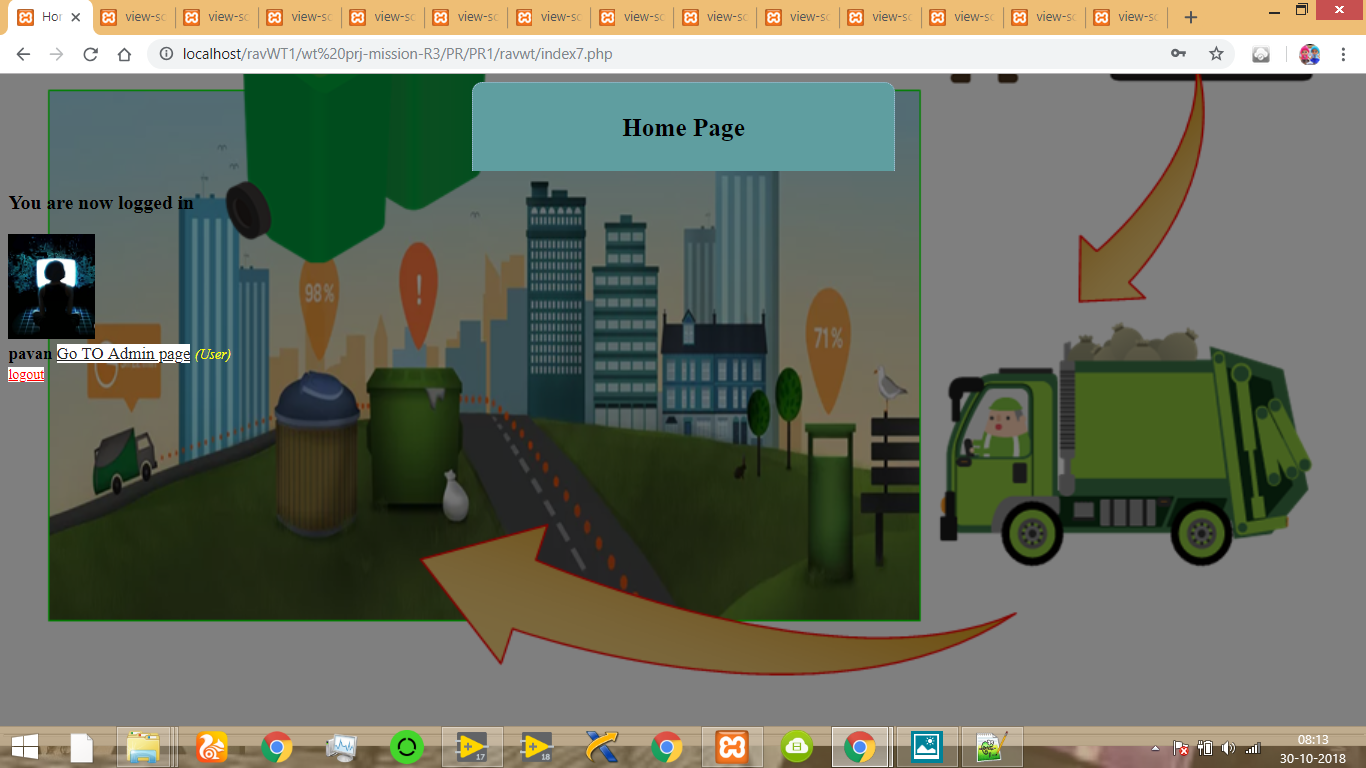 Hor
view-sc
view-sc
view-sc
view-sc
view-sc
view-sc
view-sc
view-sc
view-sc
view-sc
view-sc
view-sc
view-sc
localhost/ravWT1/wt%20prj-mission-R3/PR/PR1/ravwt/index7.php
Home Page
You are now logged in
98%
!
71%
pavan Go TO Admin page (User)
logout
17
18
08:13
30-10-2018